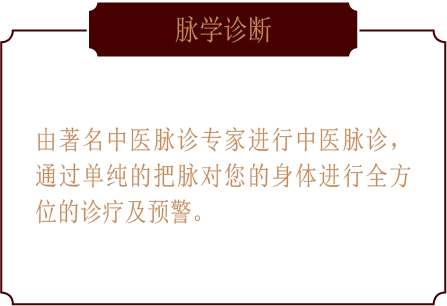 脉学诊断
由著名中医脉诊专家进行中医脉诊，
通过单纯的把脉对您的身体进行全方
位的诊疗及预警。